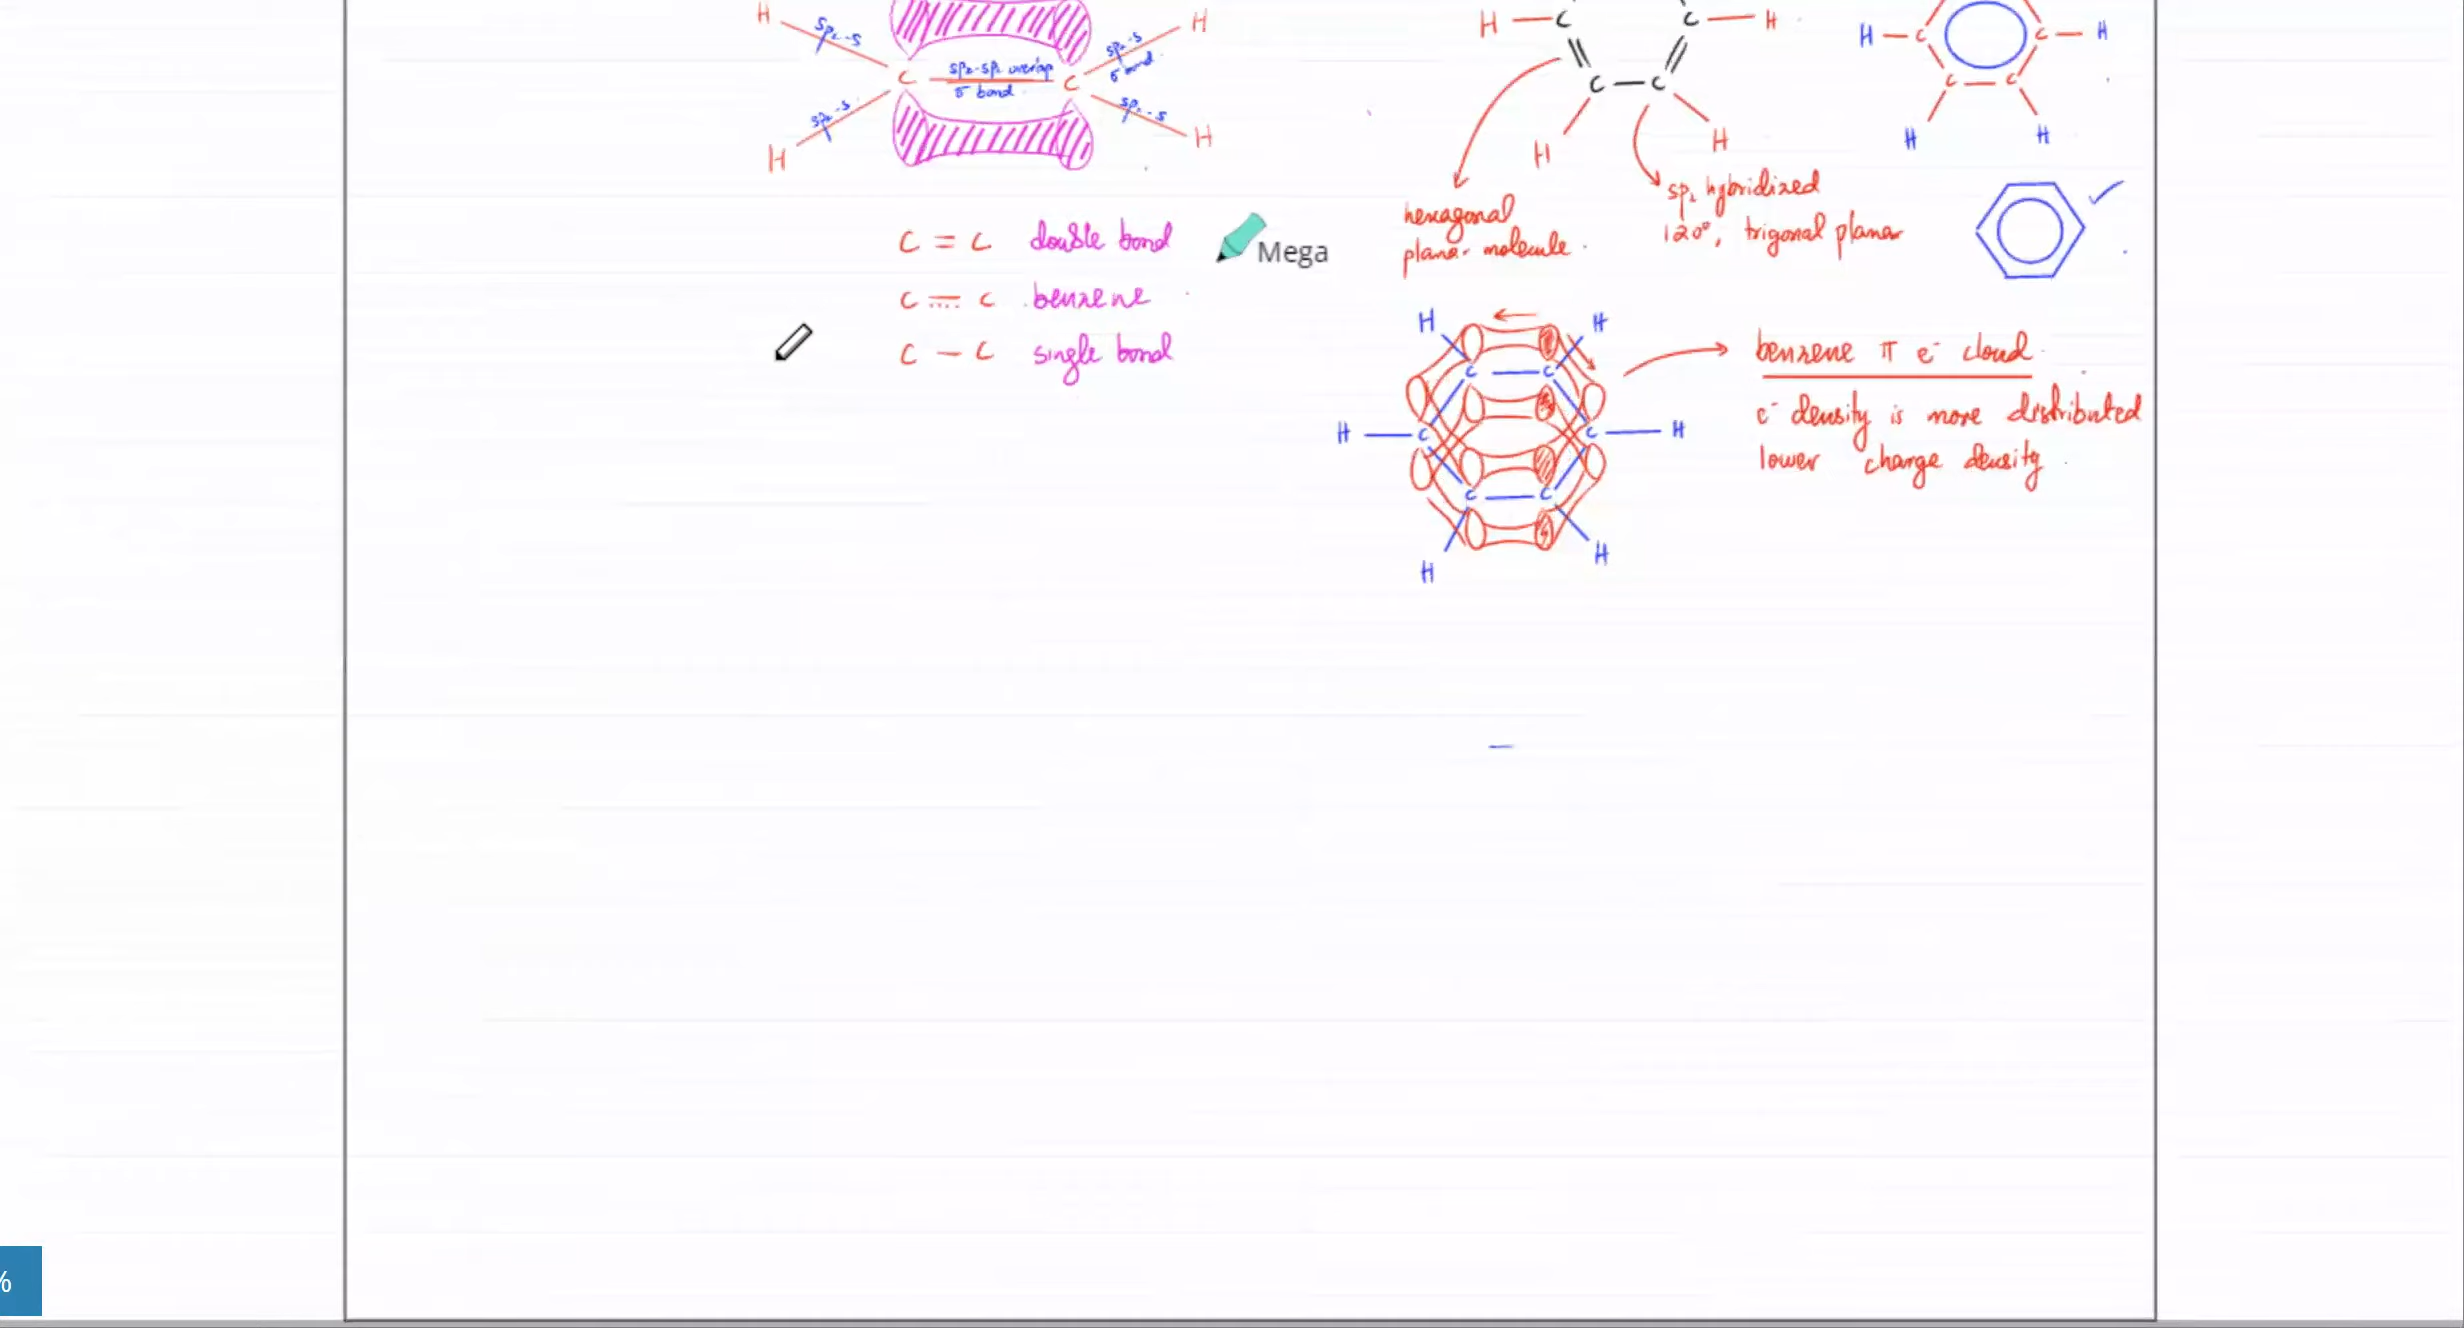 H
sp2-s
H
sp2-s
σ bond
C
sp2-sp2 overlap
σ bond
C
sp2-s
sp2-s
H
H
H — C
C — H
C — C
H
H
H — C
C — H
C — C
H
H
hexagonal
planar molecule.
sp2 hybridized
120°, trigonal planar
C = C double bond
C C benzene
C - C single bond
Mega
H
H
C — C
H — C
C — H
C — C
H
H
benzene π e- cloud
e- density is more distributed
lower charge density
%